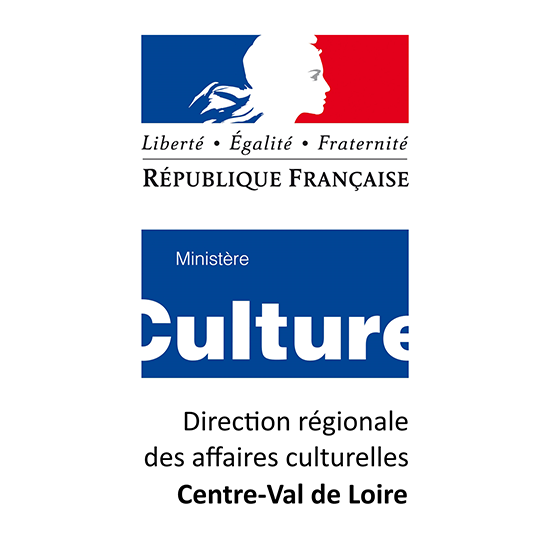 Liberté • Égalité • Fraternité
RÉPUBLIQUE FRANÇAISE
Ministère
Culture
Direction régionale
des affaires culturelles
Centre-Val de Loire